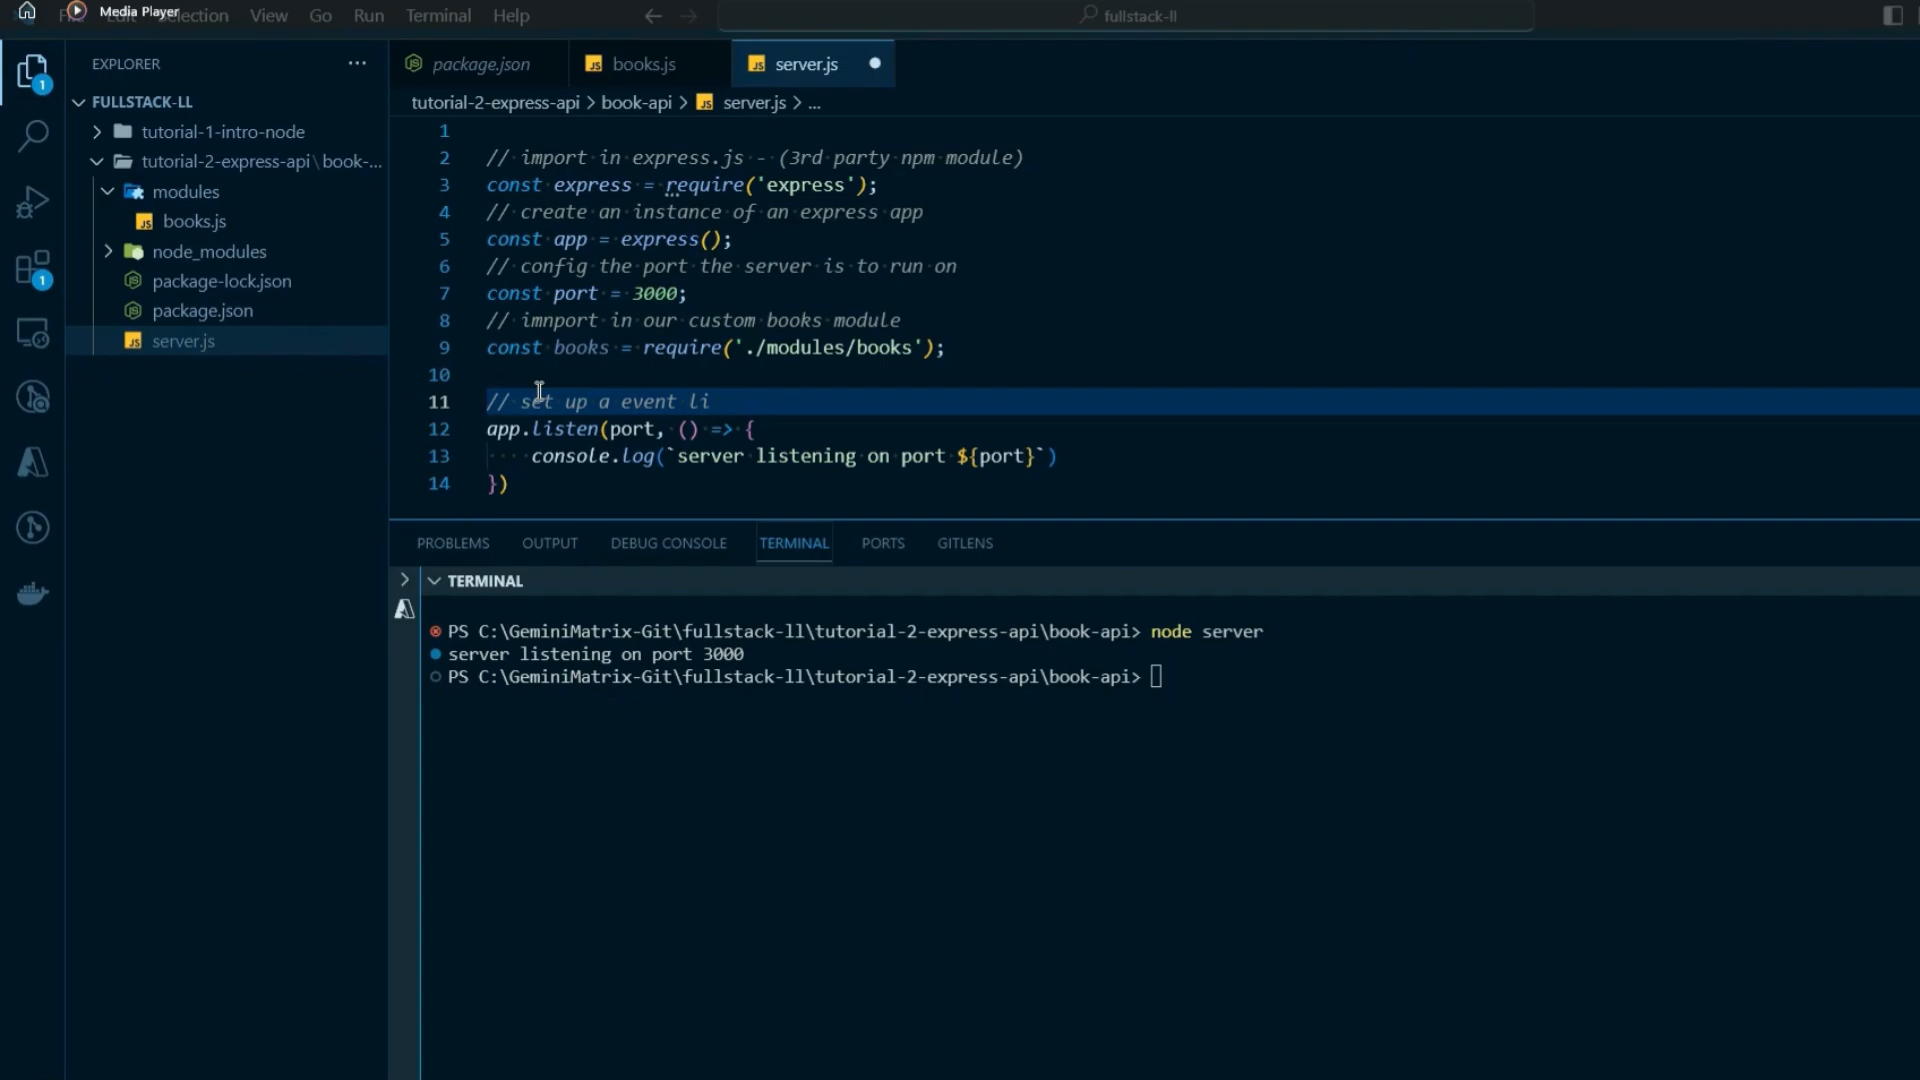 Media Player
Selection View Go Run Terminal Help
fullstack-ll
EXPLORER
1
FULLSTACK-LL
tutorial-1-intro-node
tutorial-2-express-api\book-...
modules
books.js
node_modules
package-lock.json
package.json
server.js
1
package.json books.js server.js
tutorial-2-express-api > book-api > server.js > ...
1
2 // import in express.js - (3rd party npm module)
3 const express = require('express');
4 // create an instance of an express app
5 const app = express();
6 // config the port the server is to run on
7 const port = 3000;
8 // imnport in our custom books module
9 const books = require('./modules/books');
10
11 // set up a event li
12 app.listen(port, () => {
13 console.log(`server listening on port ${port}`)
14 })
PROBLEMS OUTPUT DEBUG CONSOLE TERMINAL PORTS GITLENS
TERMINAL
PS C:\GeminiMatrix-Git\fullstack-ll\tutorial-2-express-api\book-api> node server
server listening on port 3000
PS C:\GeminiMatrix-Git\fullstack-ll\tutorial-2-express-api\book-api>